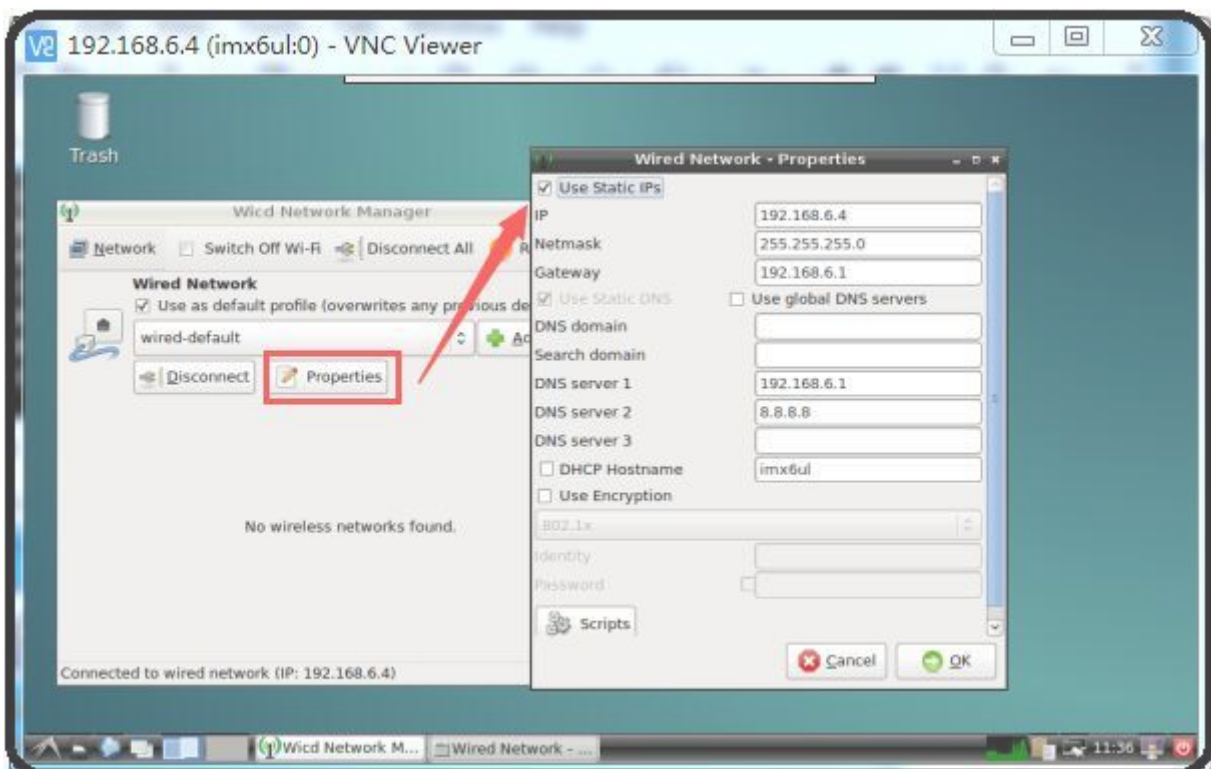 192.168.6.4 (imx6ul:0) - VNC Viewer
Trash
Wicd Network Manager
Network Switch Off Wi-Fi Disconnect All R
Wired Network
Use as default profile (overwrites any previous de
wired-default Ad
Disconnect Properties
No wireless networks found.
Connected to wired network (IP: 192.168.6.4)
Wired Network - Properties
Use Static IPs
IP 192.168.6.4
Netmask 255.255.255.0
Gateway 192.168.6.1
Use Static DNS Use global DNS servers
DNS domain
Search domain
DNS server 1 192.168.6.1
DNS server 2 8.8.8.8
DNS server 3
DHCP Hostname imx6ul
Use Encryption
802.1x
Identity
Password
Scripts
Cancel OK
Wicd Network M... Wired Network - ... 11:36